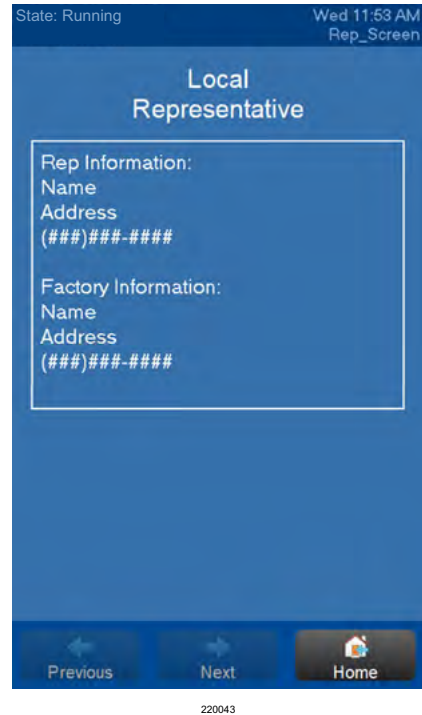 State: Running
Wed 11:53 AM
Rep_Screen
Local
Representative
Rep Information:
Name
Address
(###)###-####
Factory Information:
Name
Address
(###)###-####
Previous
Next
Home
220043